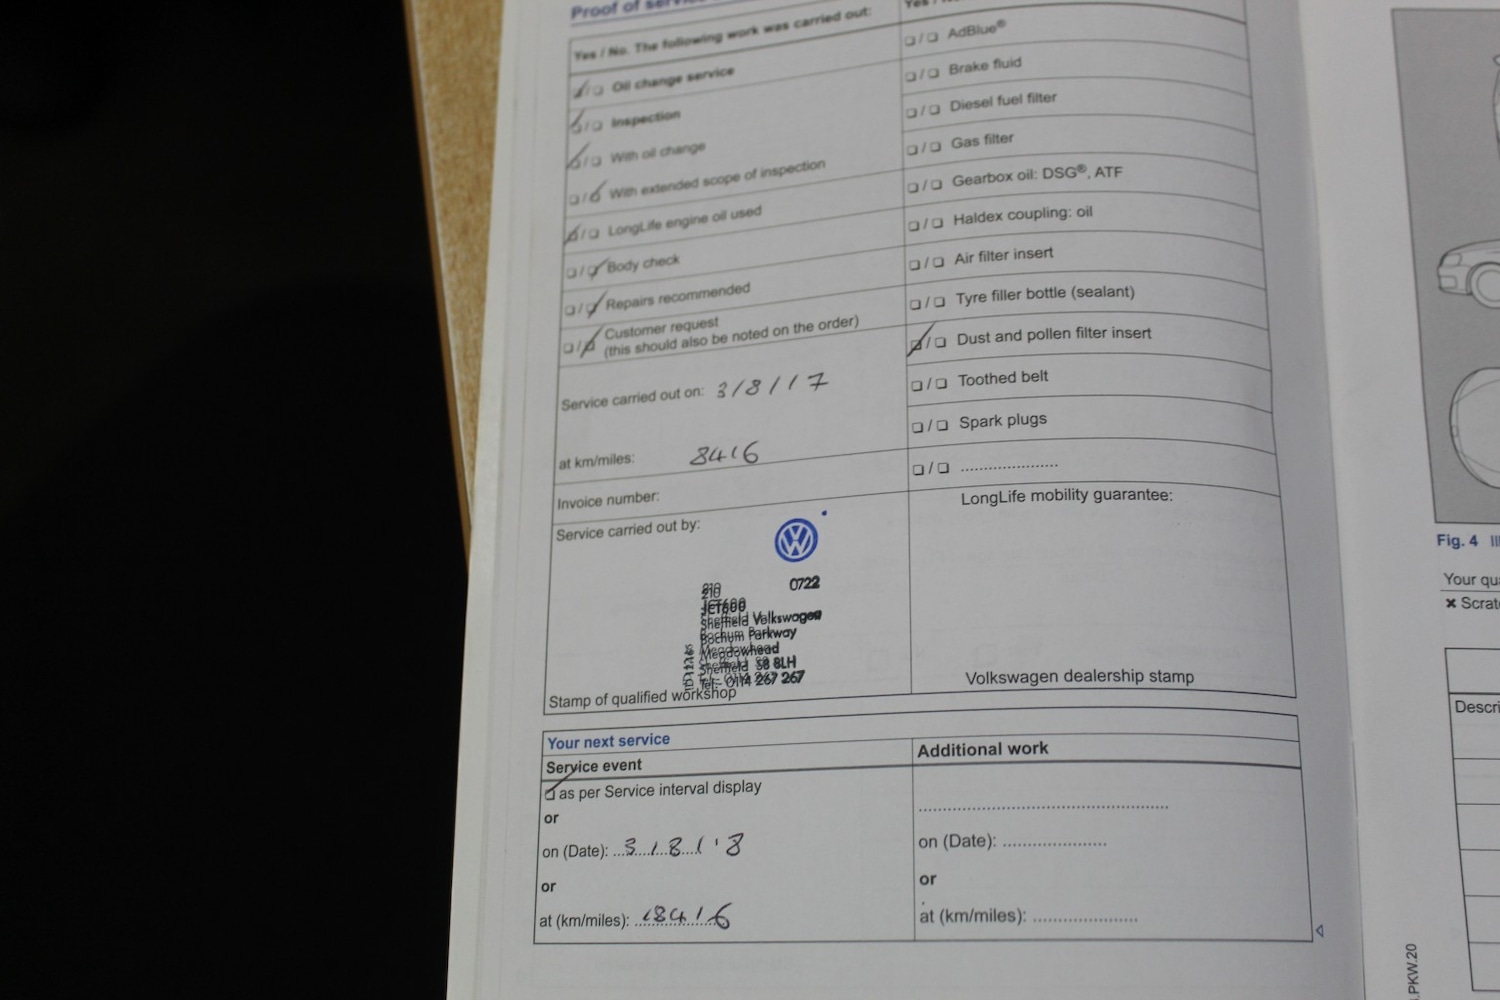 Proof of
Yes / No. The following work was carried out:
❏/❏ Oil change service
❏/❏ Inspection
❏/❏ With oil change
❏/❏ With extended scope of inspection
❏/❏ LongLife engine oil used
❏/❏ Body check
❏/❏ Repairs recommended
❏/❏ Customer request
(this should also be noted on the order)
Service carried out on: 3/8/17
at km/miles: 8416
Invoice number:
Service carried out by:
0722
JCT600
Sheffield Volkswagen
Bochum Parkway
Meadowhead
Sheffield S8 8LH
Tel:- 0114 267 267
Stamp of qualified workshop
Yes /
❏/❏ AdBlue®
❏/❏ Brake fluid
❏/❏ Diesel fuel filter
❏/❏ Gas filter
❏/❏ Gearbox oil: DSG®, ATF
❏/❏ Haldex coupling: oil
❏/❏ Air filter insert
❏/❏ Tyre filler bottle (sealant)
❏/❏ Dust and pollen filter insert
❏/❏ Toothed belt
❏/❏ Spark plugs
❏/❏ .....................
LongLife mobility guarantee:
Volkswagen dealership stamp
Your next service
Service event
❏ as per Service interval display
or
on (Date): 3/8/18
or
at (km/miles): 18416
Additional work
..................................................
on (Date): .....................
or
at (km/miles): .....................
Fig. 4
Your
✖
.PKW.20